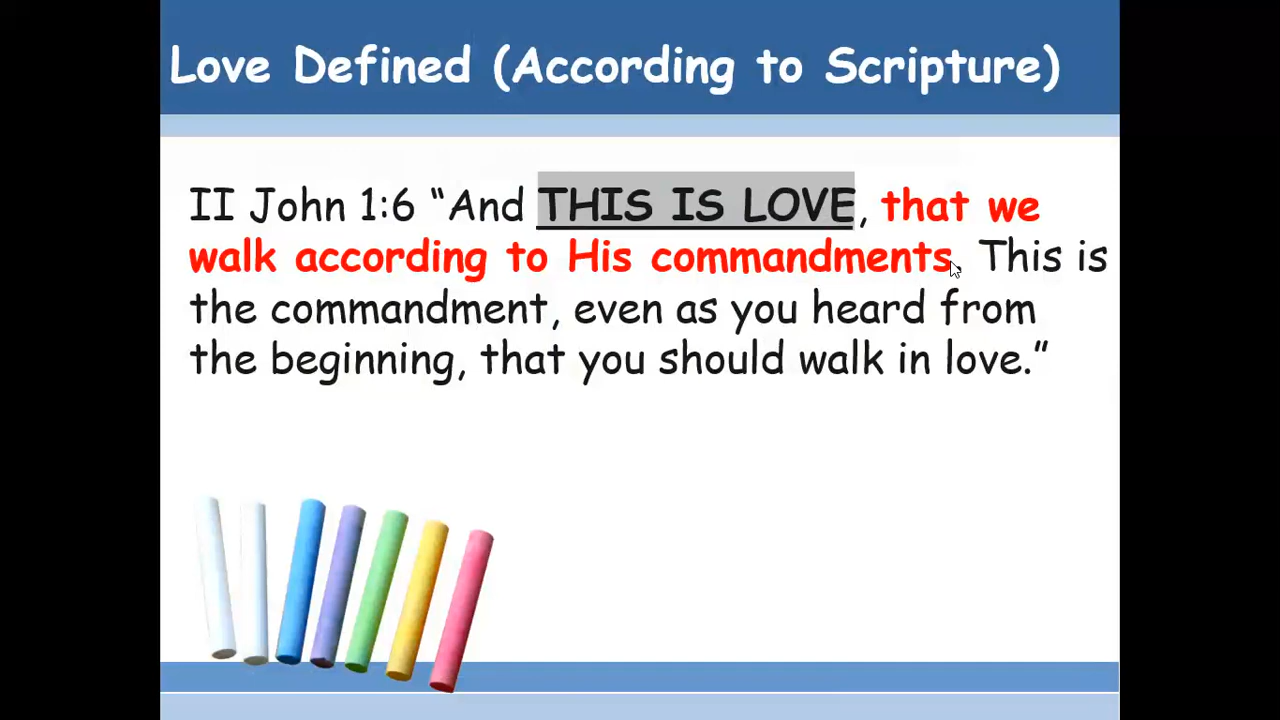 Love Defined (According to Scripture)
II John 1:6 “And THIS IS LOVE, that we
walk according to His commandments. This is
the commandment, even as you heard from
the beginning, that you should walk in love.”